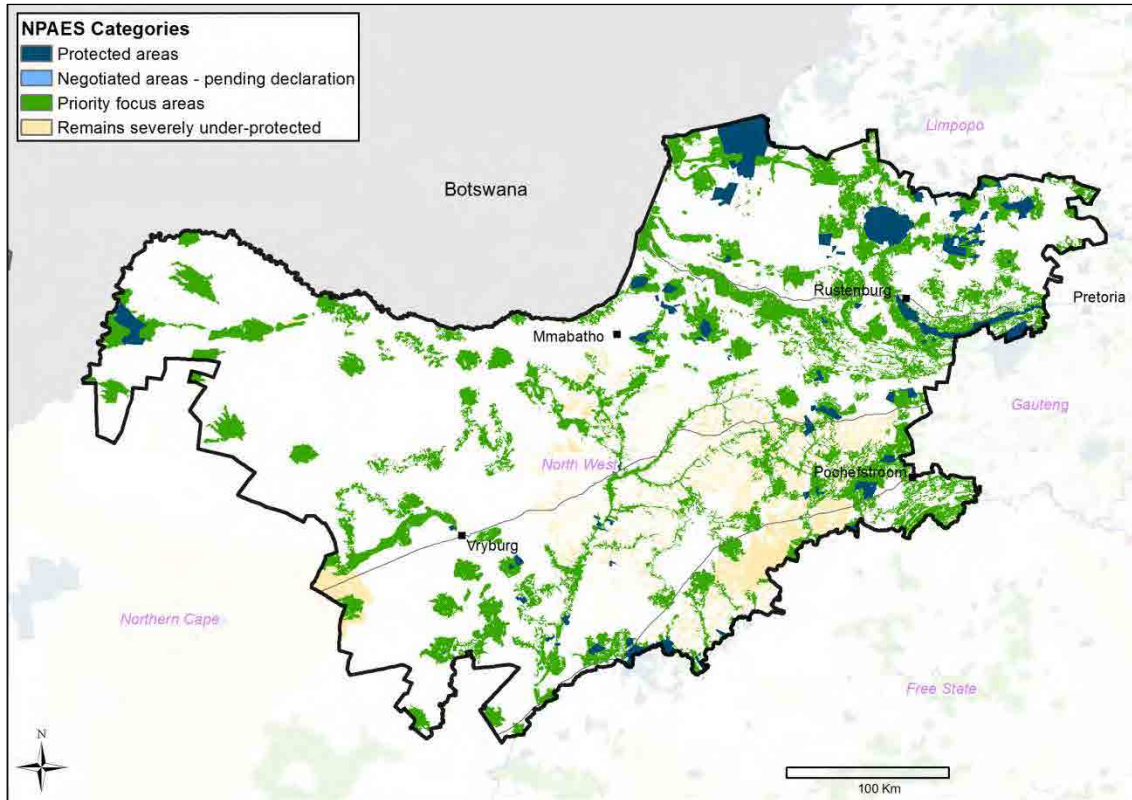 NPAES Categories
Protected areas
Negotiated areas - pending declaration
Priority focus areas
Remains severely under-protected
Limpopo
Botswana
Rustenburg
Pretoria
Mmabatho
Gauteng
North West
Pochefstroom
Vryburg
Northern Cape
Free State
N
100 Km